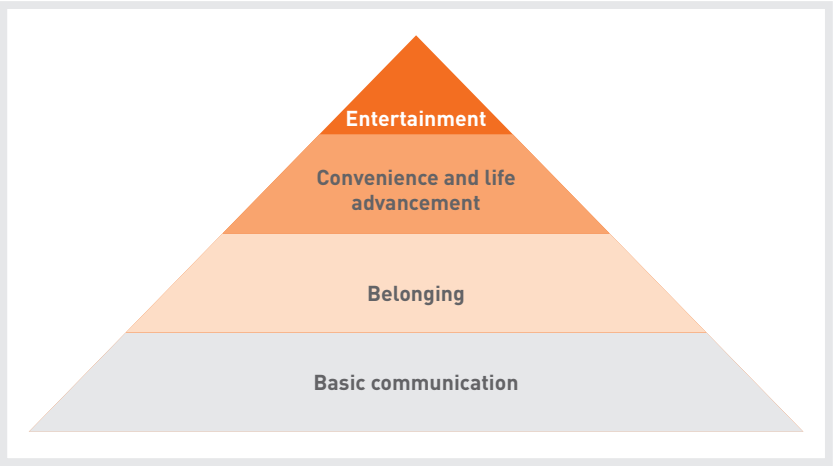 Entertainment
Convenience and life
advancement
Belonging
Basic communication